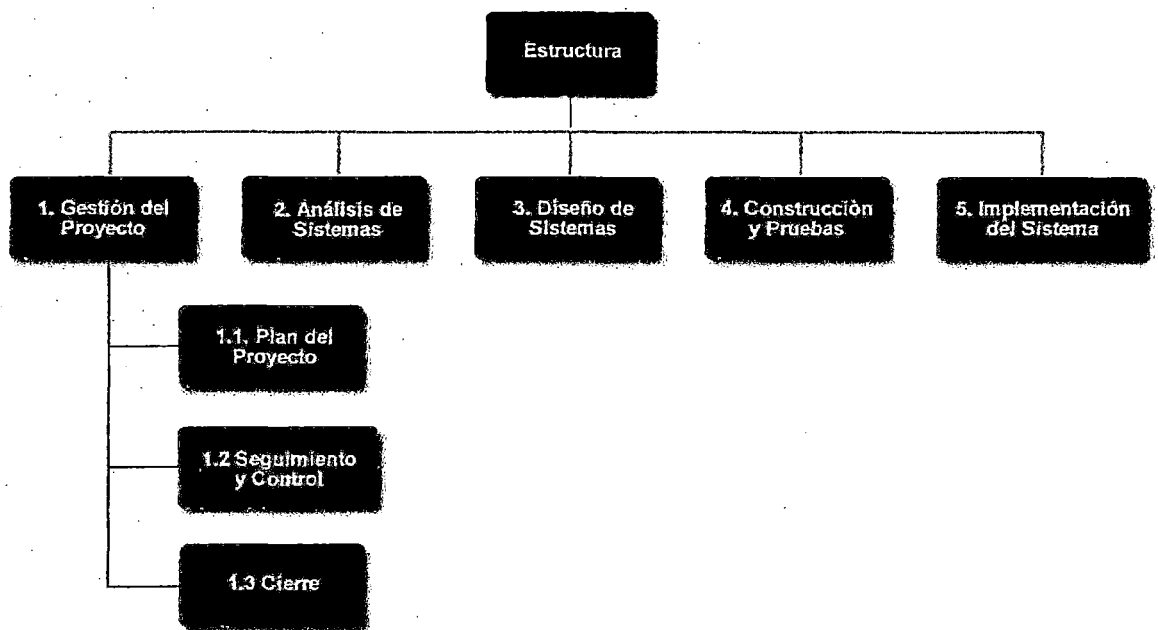 Estructura
1. Gestión del
Proyecto
2. Análisis de
Sistemas
3. Diseño de
Sistemas
4. Construcción
y Pruebas
5. Implementación
del Sistema
1.1. Plan del
Proyecto
1.2 Seguimiento
y Control
1.3 Cierre